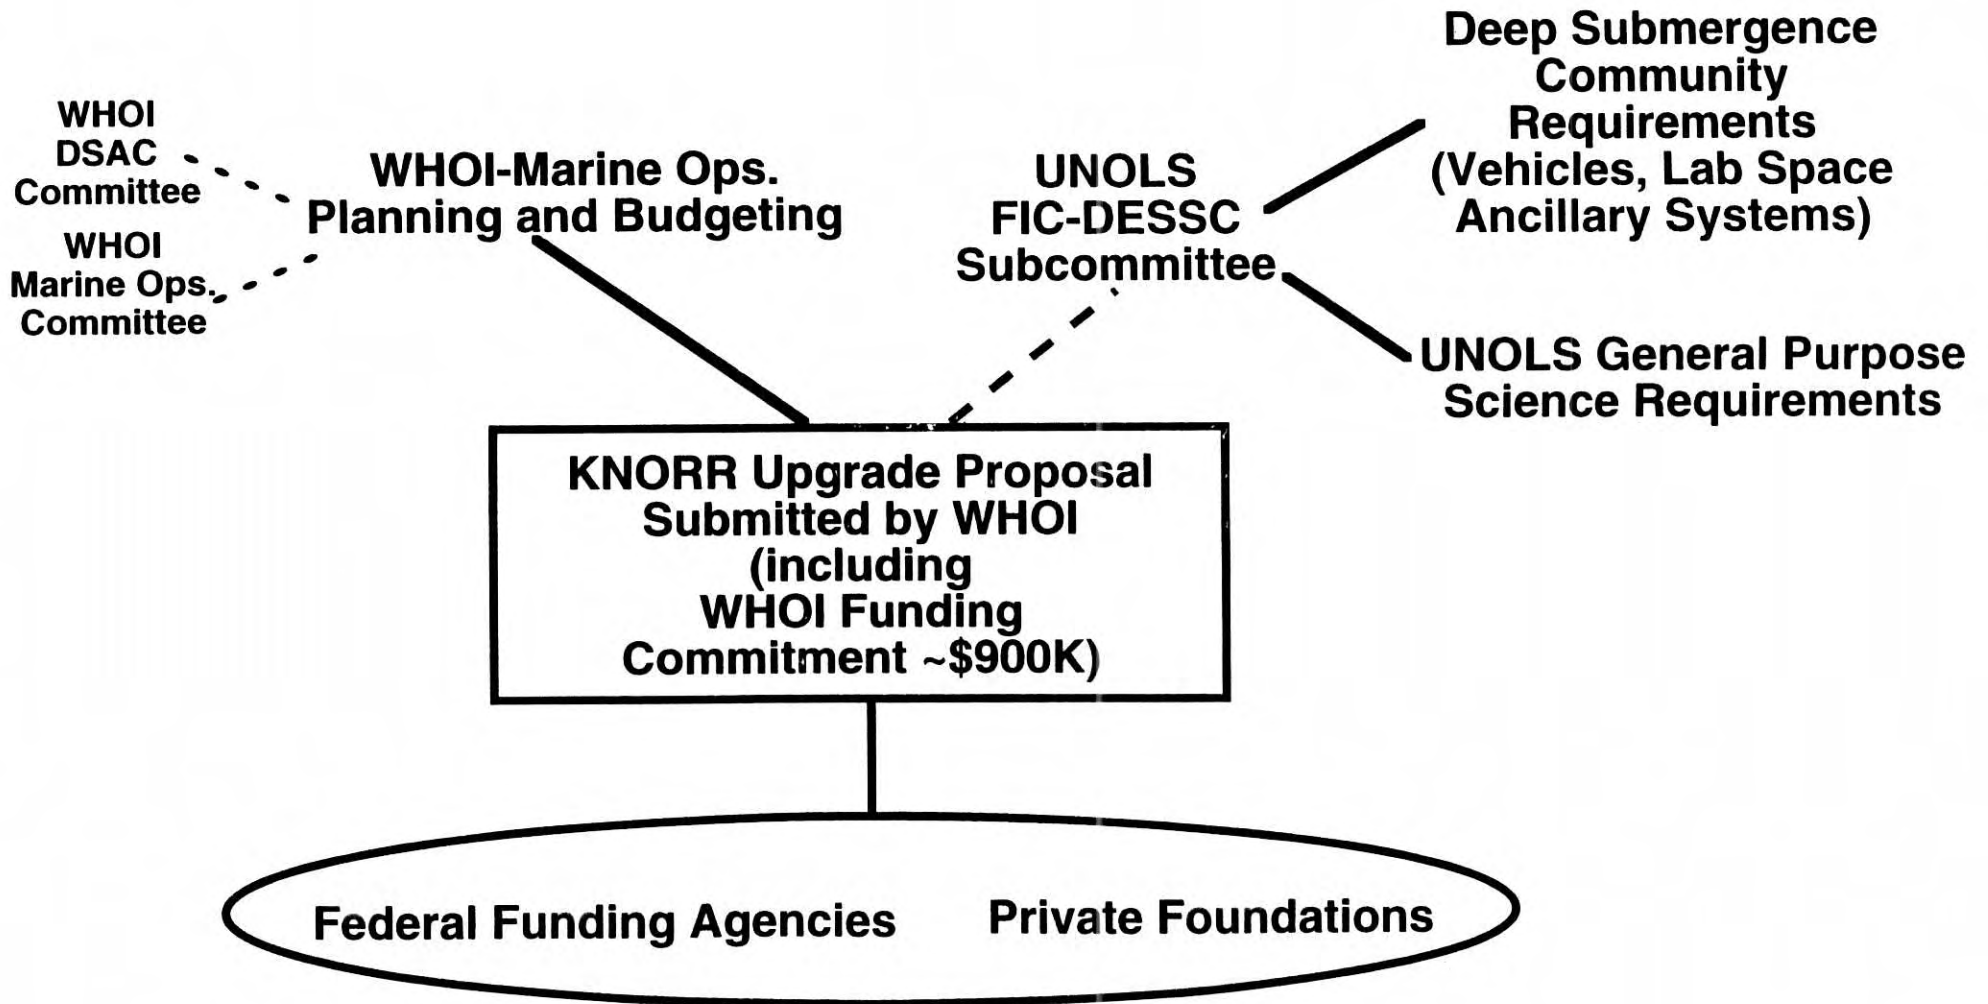 WHOI
DSAC
Committee
WHOI
Marine Ops.
Committee
WHOI-Marine Ops.
Planning and Budgeting
UNOLS
FIC-DESSC
Subcommittee
Deep Submergence
Community
Requirements
(Vehicles, Lab Space
Ancillary Systems)
UNOLS General Purpose
Science Requirements
KNORR Upgrade Proposal
Submitted by WHOI
(including
WHOI Funding
Commitment ~$900K)
Federal Funding Agencies
Private Foundations